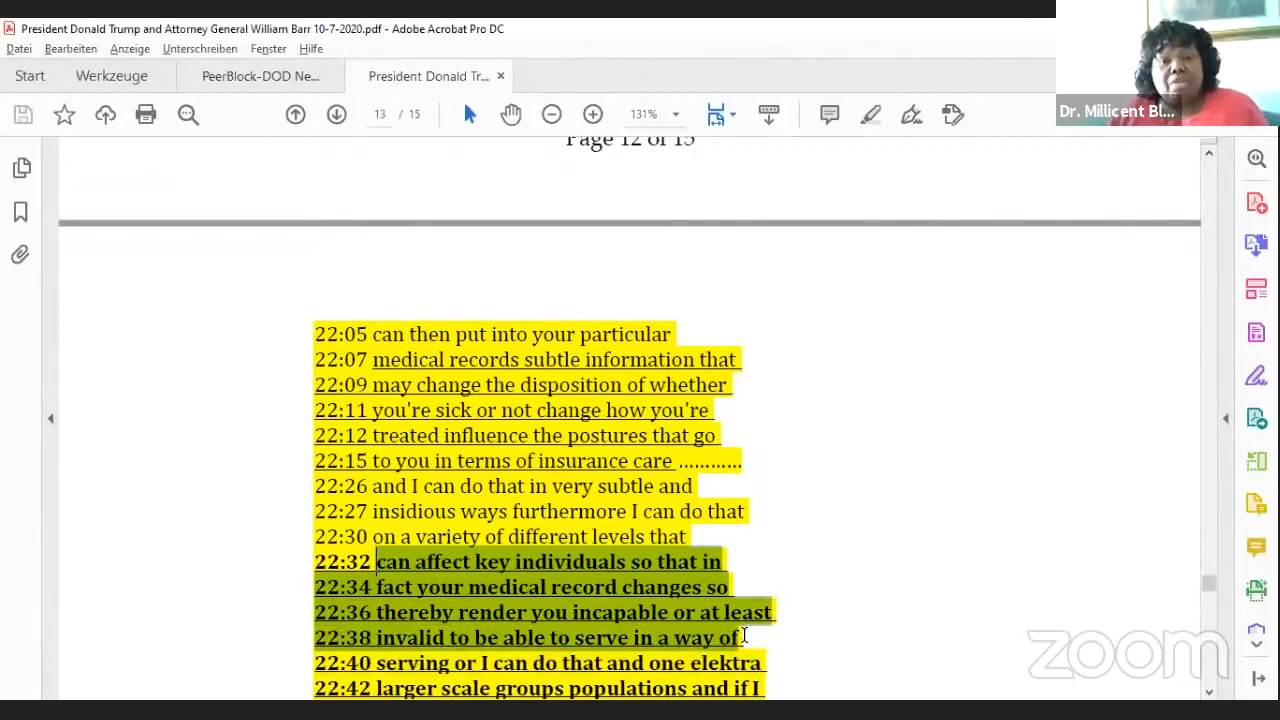 President Donald Trump and Attorney General William Barr 10-7-2020.pdf - Adobe Acrobat Pro DC
Datei Bearbeiten Anzeige Unterschreiben Fenster Hilfe
Start Werkzeuge PeerBlock-DOD Ne... President Donald Tr... ×
13 / 15 131%
Dr. Millicent Bl...
Page 12 of 15
22:05 can then put into your particular
22:07 medical records subtle information that
22:09 may change the disposition of whether
22:11 you're sick or not change how you're
22:12 treated influence the postures that go
22:15 to you in terms of insurance care ............
22:26 and I can do that in very subtle and
22:27 insidious ways furthermore I can do that
22:30 on a variety of different levels that
22:32 can affect key individuals so that in
22:34 fact your medical record changes so
22:36 thereby render you incapable or at least
22:38 invalid to be able to serve in a way of
22:40 serving or I can do that and one elektra
22:42 larger scale groups populations and if I
zoom